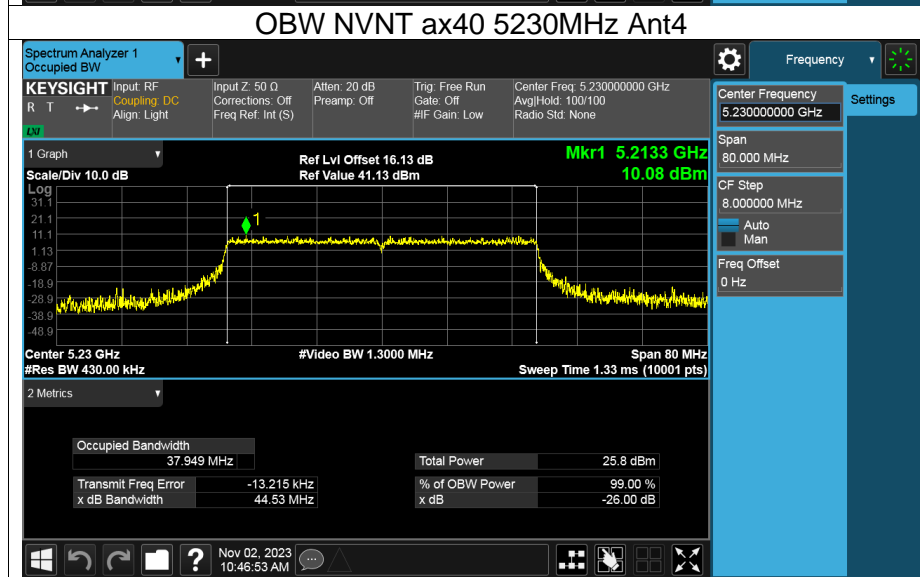 OBW NVNT ax40 5230MHz Ant4
Spectrum Analyzer 1
Occupied BW
+
Frequency
KEYSIGHT
R T
LXI
Input: RF
Coupling: DC
Align: Light
Input Z: 50 Ω
Corrections: Off
Freq Ref: Int (S)
Atten: 20 dB
Preamp: Off
Trig: Free Run
Gate: Off
#IF Gain: Low
Center Freq: 5.230000000 GHz
Avg|Hold: 100/100
Radio Std: None
Center Frequency
5.230000000 GHz
Settings
Span
80.000 MHz
CF Step
8.000000 MHz
Auto
Man
Freq Offset
0 Hz
1 Graph
Ref Lvl Offset 16.13 dB
Mkr1 5.2133 GHz
Scale/Div 10.0 dB
Ref Value 41.13 dBm
10.08 dBm
Log
31.1
21.1
11.1
1.13
-8.87
-18.9
-28.9
-38.9
-48.9
1
Center 5.23 GHz
#Video BW 1.3000 MHz
Span 80 MHz
#Res BW 430.00 kHz
Sweep Time 1.33 ms (10001 pts)
2 Metrics
Occupied Bandwidth
37.949 MHz
Total Power 25.8 dBm
Transmit Freq Error -13.215 kHz
% of OBW Power 99.00 %
x dB Bandwidth 44.53 MHz
x dB -26.00 dB
?
Nov 02, 2023
10:46:53 AM